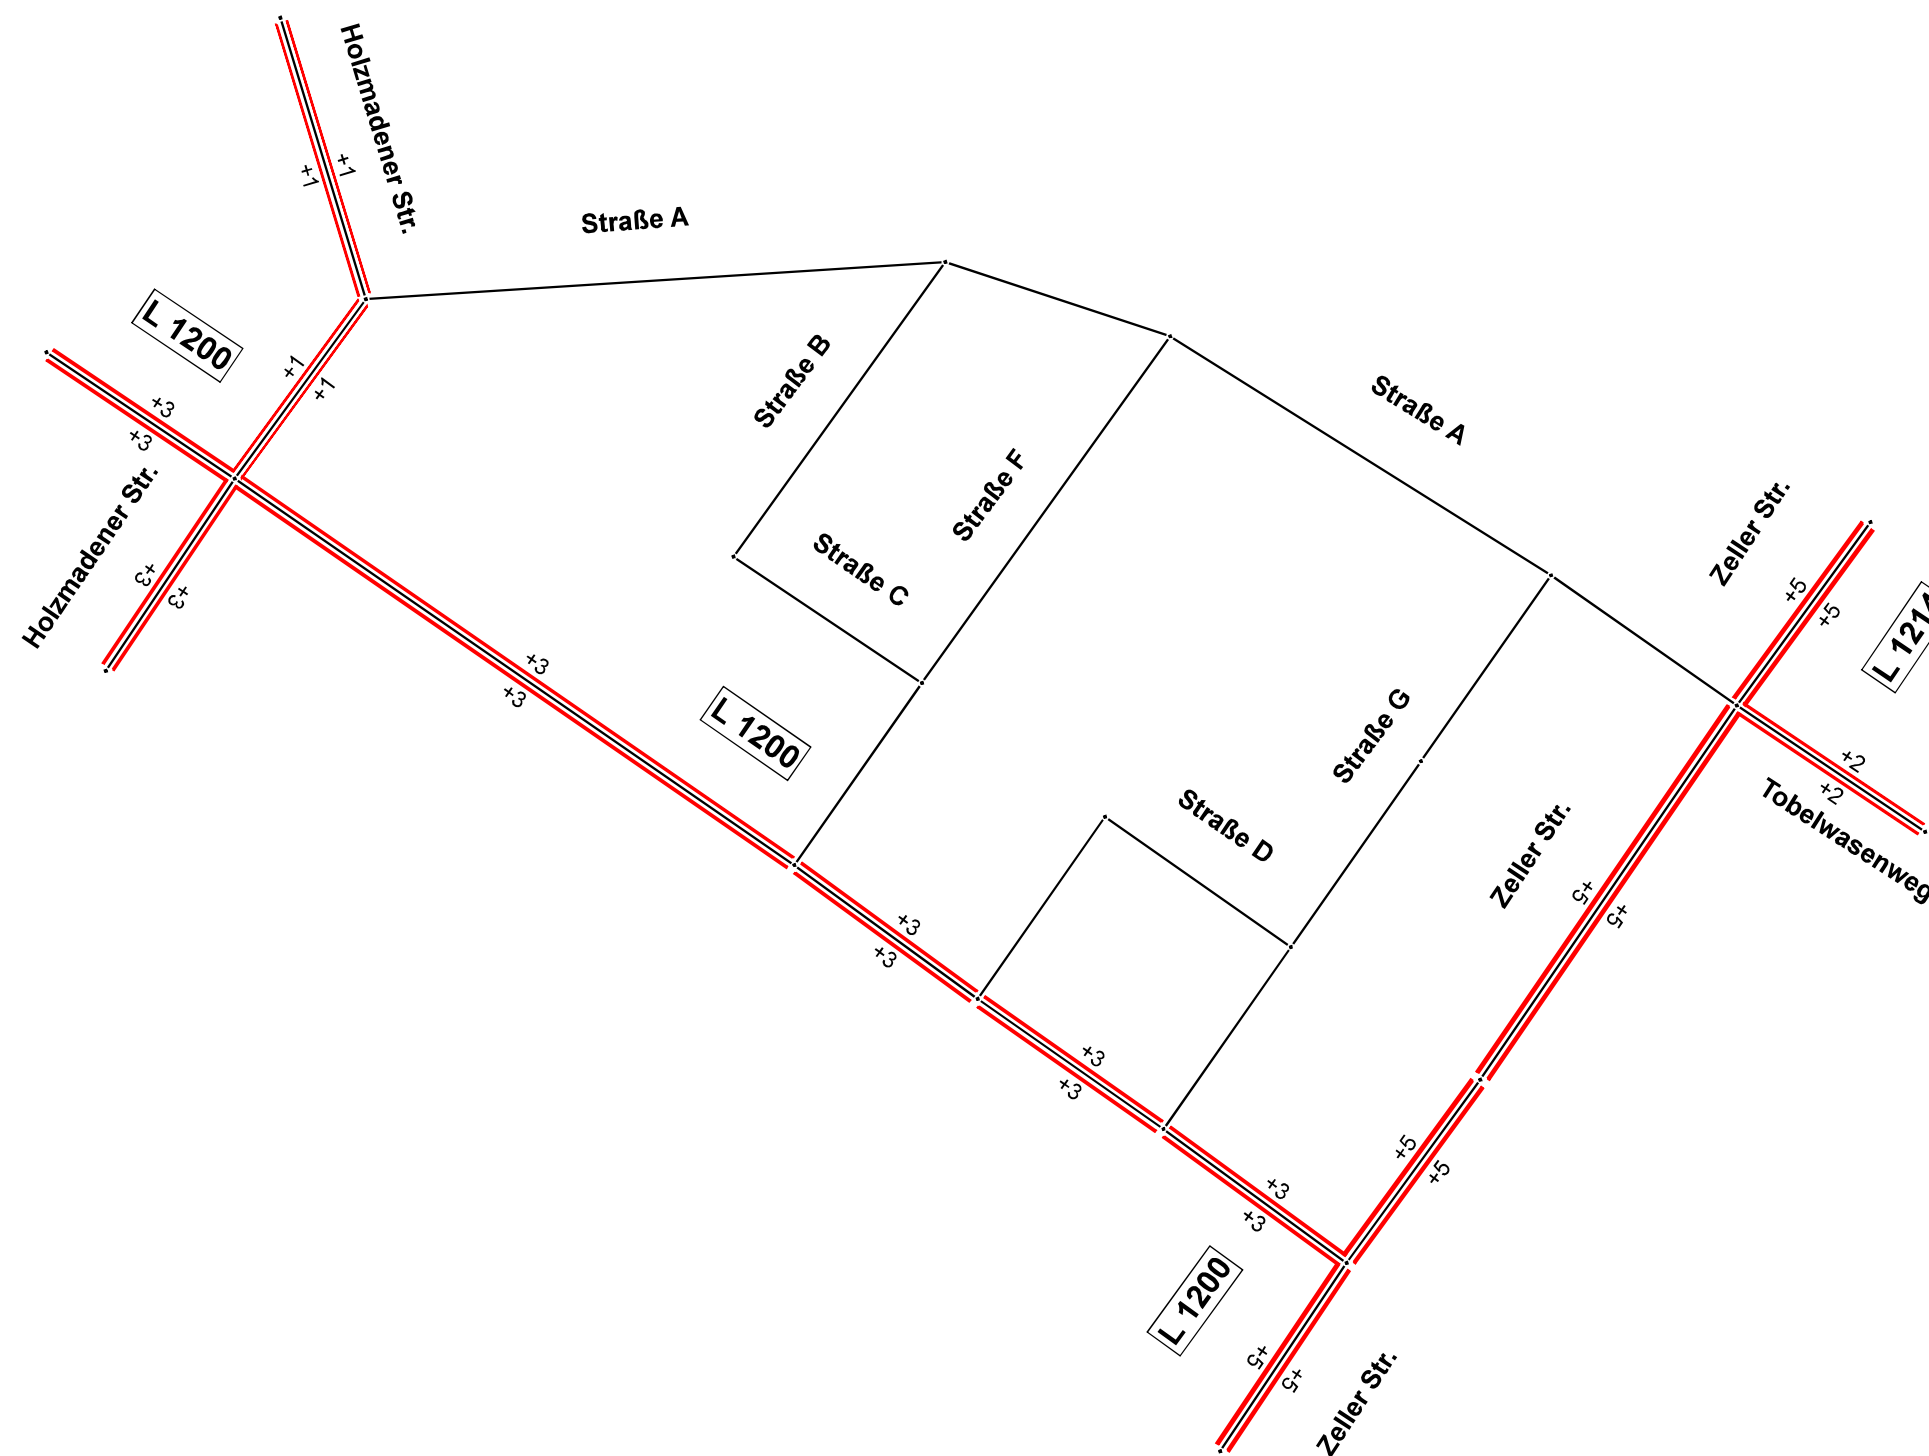 Holzmadener Str.
+1
+1
Straße A
L 1200
+1
+1
+3
+3
Holzmadener Str.
+3
+3
Straße B
Straße A
Straße F
Straße C
Zeller Str.
+5
+5
L 1214
+3
+3
L 1200
Straße G
Straße D
+2
+2
Tobelwasenweg
Zeller Str.
+5
+5
+3
+3
+3
+3
+5
+5
+3
+3
L 1200
+5
+5
Zeller Str.